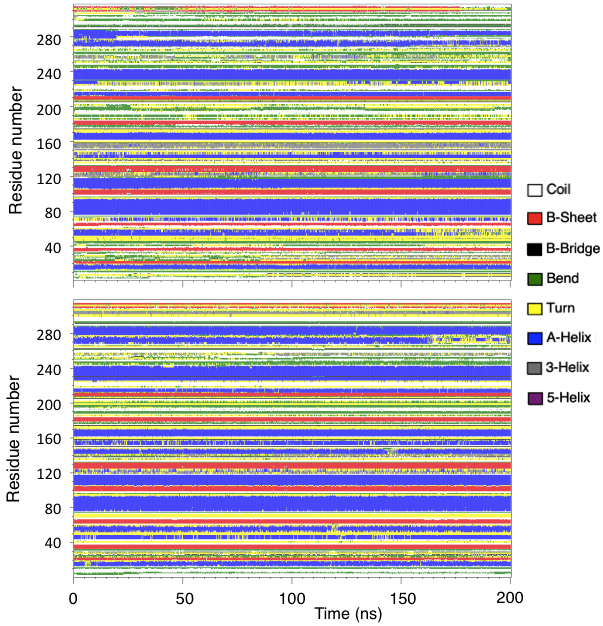 Residue number
280
240
200
160
120
80
40
Coil
B-Sheet
B-Bridge
Bend
Turn
A-Helix
3-Helix
5-Helix
Residue number
280
240
200
160
120
80
40
0 50 100 150 200
Time (ns)